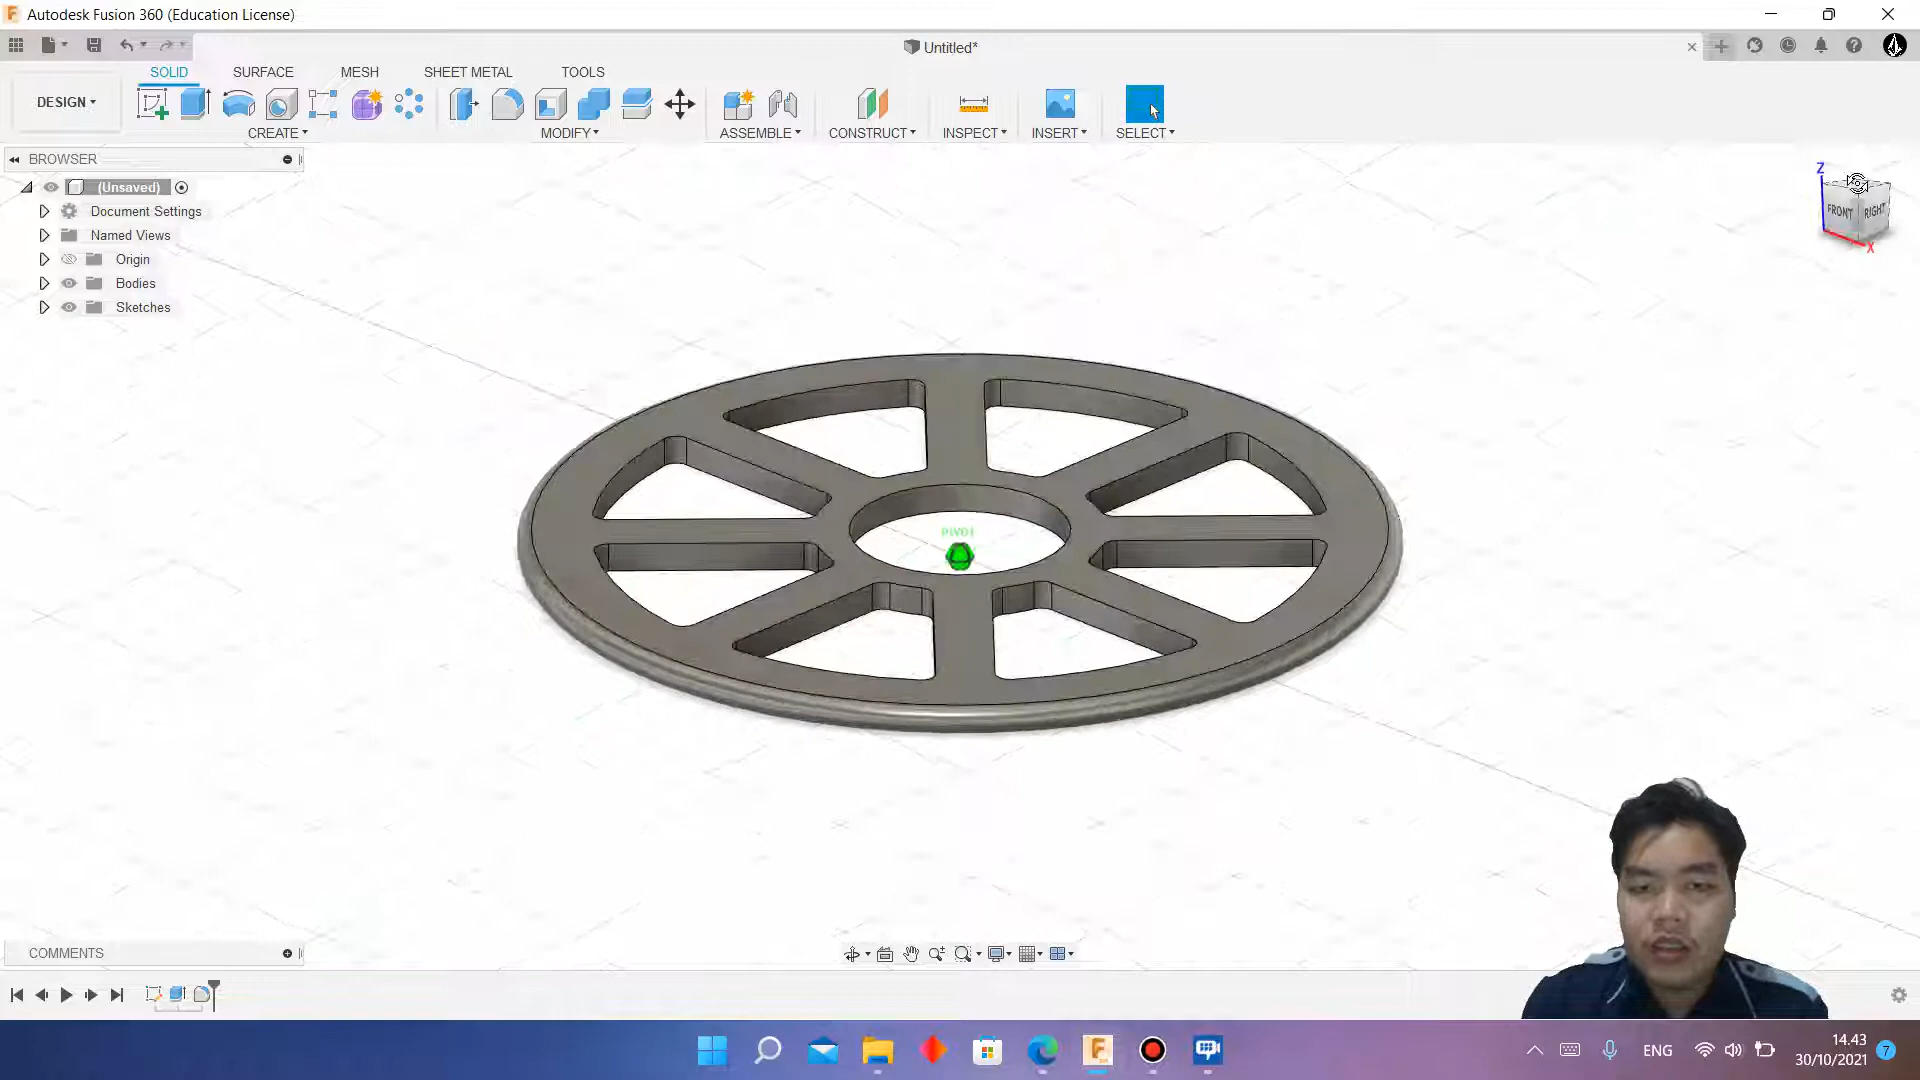 Autodesk Fusion 360 (Education License)
Untitled*
SOLID SURFACE MESH SHEET METAL TOOLS
DESIGN
CREATE MODIFY ASSEMBLE CONSTRUCT INSPECT INSERT SELECT
BROWSER
(Unsaved)
Document Settings
Named Views
Origin
Bodies
Sketches
Z
FRONT RIGHT
X
PIVOT
COMMENTS
ENG
14.43
30/10/2021
7